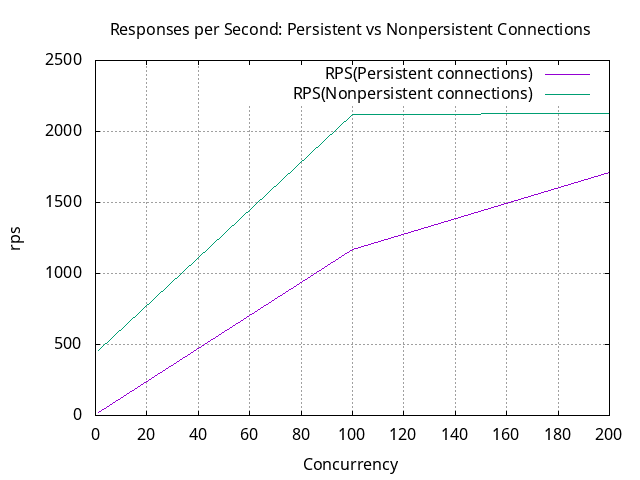 Responses per Second: Persistent vs Nonpersistent Connections
2500
RPS(Persistent connections)
RPS(Nonpersistent connections)
2000
1500
rps
1000
500
0
0 20 40 60 80 100 120 140 160 180 200
Concurrency